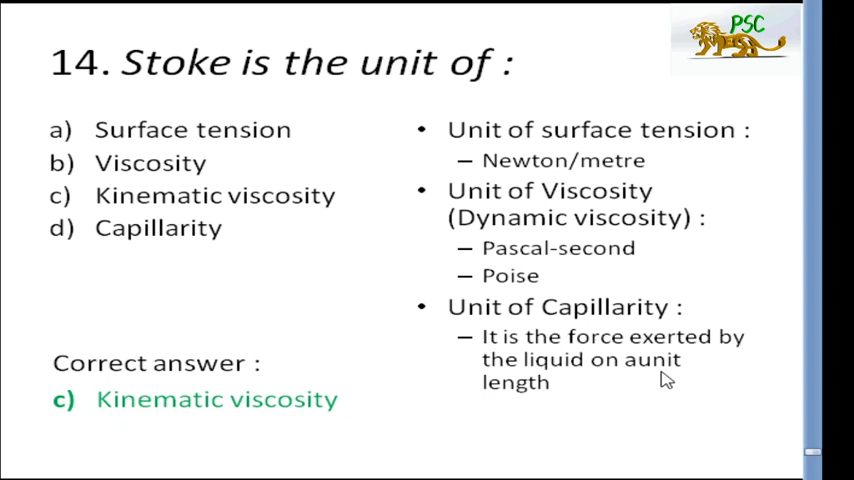 PSC
14. Stoke is the unit of :
a) Surface tension
b) Viscosity
c) Kinematic viscosity
d) Capillarity
Correct answer :
c) Kinematic viscosity
• Unit of surface tension :
– Newton/metre
• Unit of Viscosity
(Dynamic viscosity) :
– Pascal-second
– Poise
• Unit of Capillarity :
– It is the force exerted by
the liquid on aunit
length